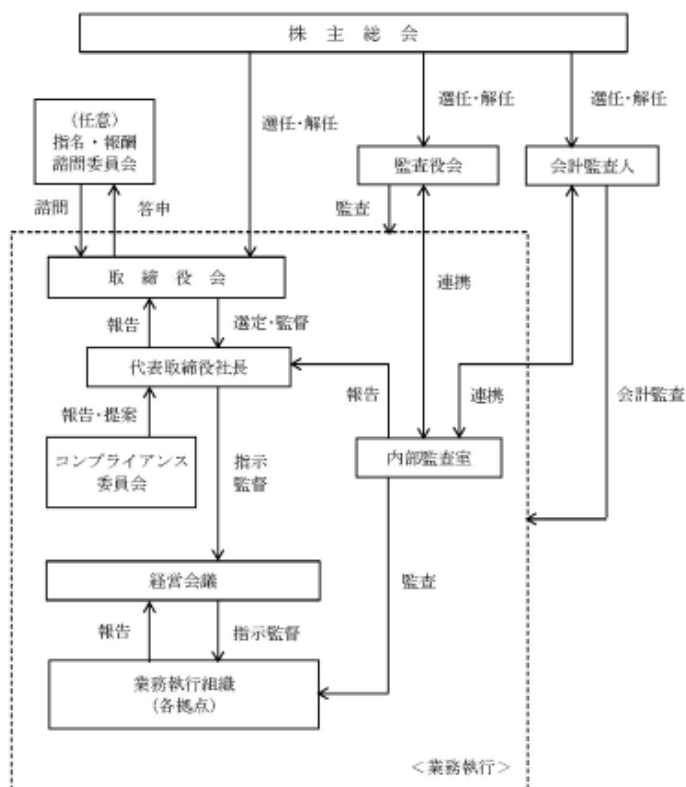 株主総会
選任・解任
選任・解任
選任・解任
(任意)
指名・報酬
諮問委員会
監査役会
会計監査人
諮問
答申
監査
取締役会
連携
報告
選定・監督
代表取締役社長
報告
連携
会計監査
報告・提案
コンプライアンス
委員会
指示
監督
内部監査室
経営会議
監査
報告
指示監督
業務執行組織
(各拠点)
＜業務執行＞